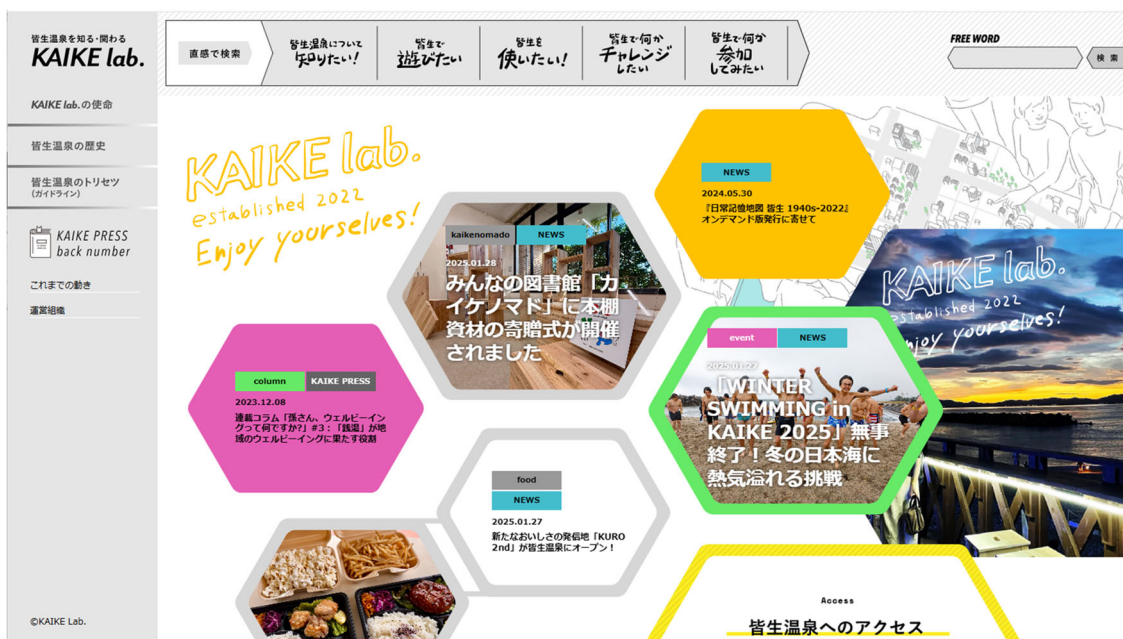 皆生温泉を知る・関わる
KAIKE lab.
KAIKE lab.の使命
皆生温泉の歴史
皆生温泉のトリセツ
(ガイドライン)
KAIKE PRESS
back number
これまでの動き
運営組織
©KAIKE Lab.
直感で検索
皆生温泉について
知りたい!
皆生で
遊びたい
皆生を
使いたい!
皆生で何か
チャレンジ
したい
皆生で何か
参加
してみたい
FREE WORD
検 索
KAIKE lab.
established 2022
Enjoy yourselves!
kaikenomado
NEWS
2025.01.28
みんなの図書館「カ
イケノマド」に本棚
資材の寄贈式が開催
されました
NEWS
2024.05.30
『日常記憶地図 皆生 1940s-2022』
オンデマンド版発行に寄せて
KAIKE lab.
established 2022
Enjoy yourselves!
event
NEWS
2025.01.27
「WINTER
SWIMMING in
KAIKE 2025」無事
終了！冬の日本海に
熱気溢れる挑戦
column
KAIKE PRESS
2023.12.08
連載コラム「孫さん、ウェルビーイン
グって何ですか?」#3：「銭湯」が地
域のウェルビーイングに果たす役割
food
NEWS
2025.01.27
新たなおいしさの発信地「KURO
2nd」が皆生温泉にオープン！
Access
皆生温泉へのアクセス